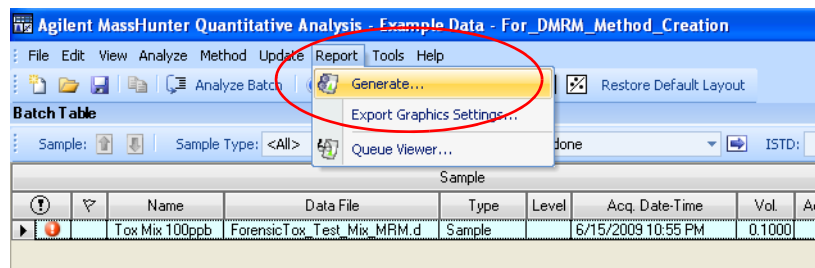 Agilent MassHunter Quantitative Analysis - Example Data - For_DMRM_Method_Creation
File Edit View Analyze Method Update Report Tools Help
Analyze Batch Generate... Restore Default Layout
Batch Table Export Graphics Settings...
Sample: Sample Type: <All> Queue Viewer... ISTD:
Sample
Name Data File Type Level Acq. Date-Time Vol.
Tox Mix 100ppb ForensicTox_Test_Mix_MRM.d Sample 6/15/2009 10:55 PM 0.1000